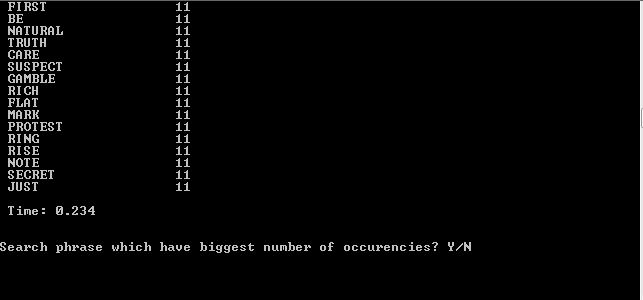 FIRST 11
BE 11
NATURAL 11
TRUTH 11
CARE 11
SUSPECT 11
GAMBLE 11
RICH 11
FLAT 11
MARK 11
PROTEST 11
RING 11
RISE 11
NOTE 11
SECRET 11
JUST 11
Time: 0.234
Search phrase which have biggest number of occurencies? Y/N